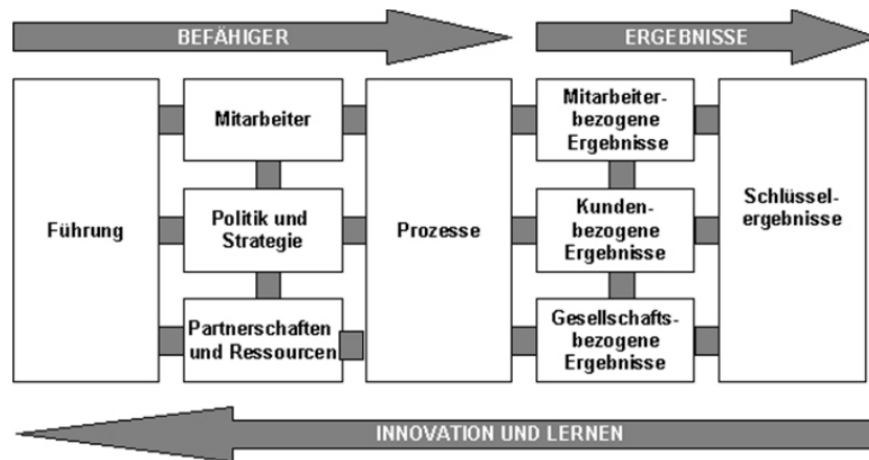 BEFÄHIGER
ERGEBNISSE
Führung
Mitarbeiter
Politik und
Strategie
Partnerschaften
und Ressourcen
Prozesse
Mitarbeiter-
bezogene
Ergebnisse
Kunden-
bezogene
Ergebnisse
Gesellschafts-
bezogene
Ergebnisse
Schlüssel-
ergebnisse
INNOVATION UND LERNEN